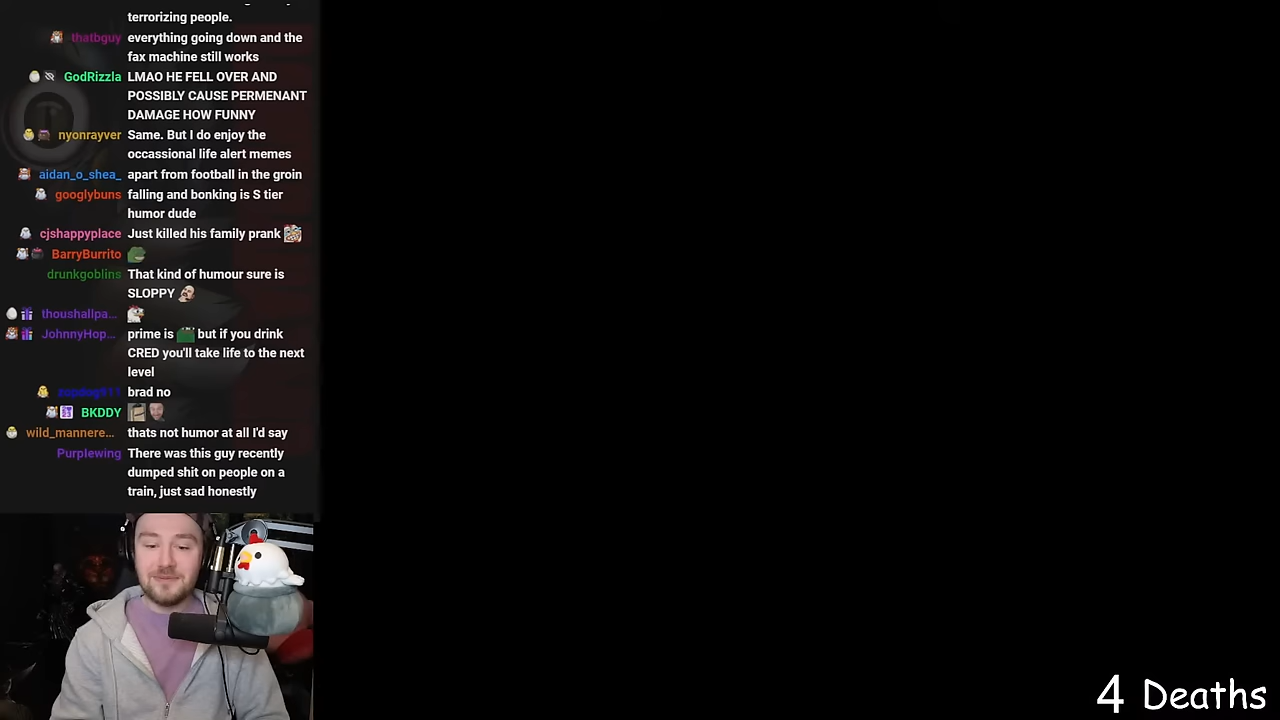 terrorizing people.
thatbguy everything going down and the
fax machine still works
GodRizzla LMAO HE FELL OVER AND
POSSIBLY CAUSE PERMENANT
DAMAGE HOW FUNNY
nyonrayver Same. But I do enjoy the
occassional life alert memes
aidan_o_shea_ apart from football in the groin
googlybuns falling and bonking is S tier
humor dude
cjshappyplace Just killed his family prank
BarryBurrito
drunkgoblins That kind of humour sure is
SLOPPY
thoushallpa...
JohnnyHop... prime is but if you drink
CRED you'll take life to the next
level
brad no
BKDDY
wild_mannere... thats not humor at all I'd say
Purplewing There was this guy recently
dumped shit on people on a
train, just sad honestly
4 Deaths